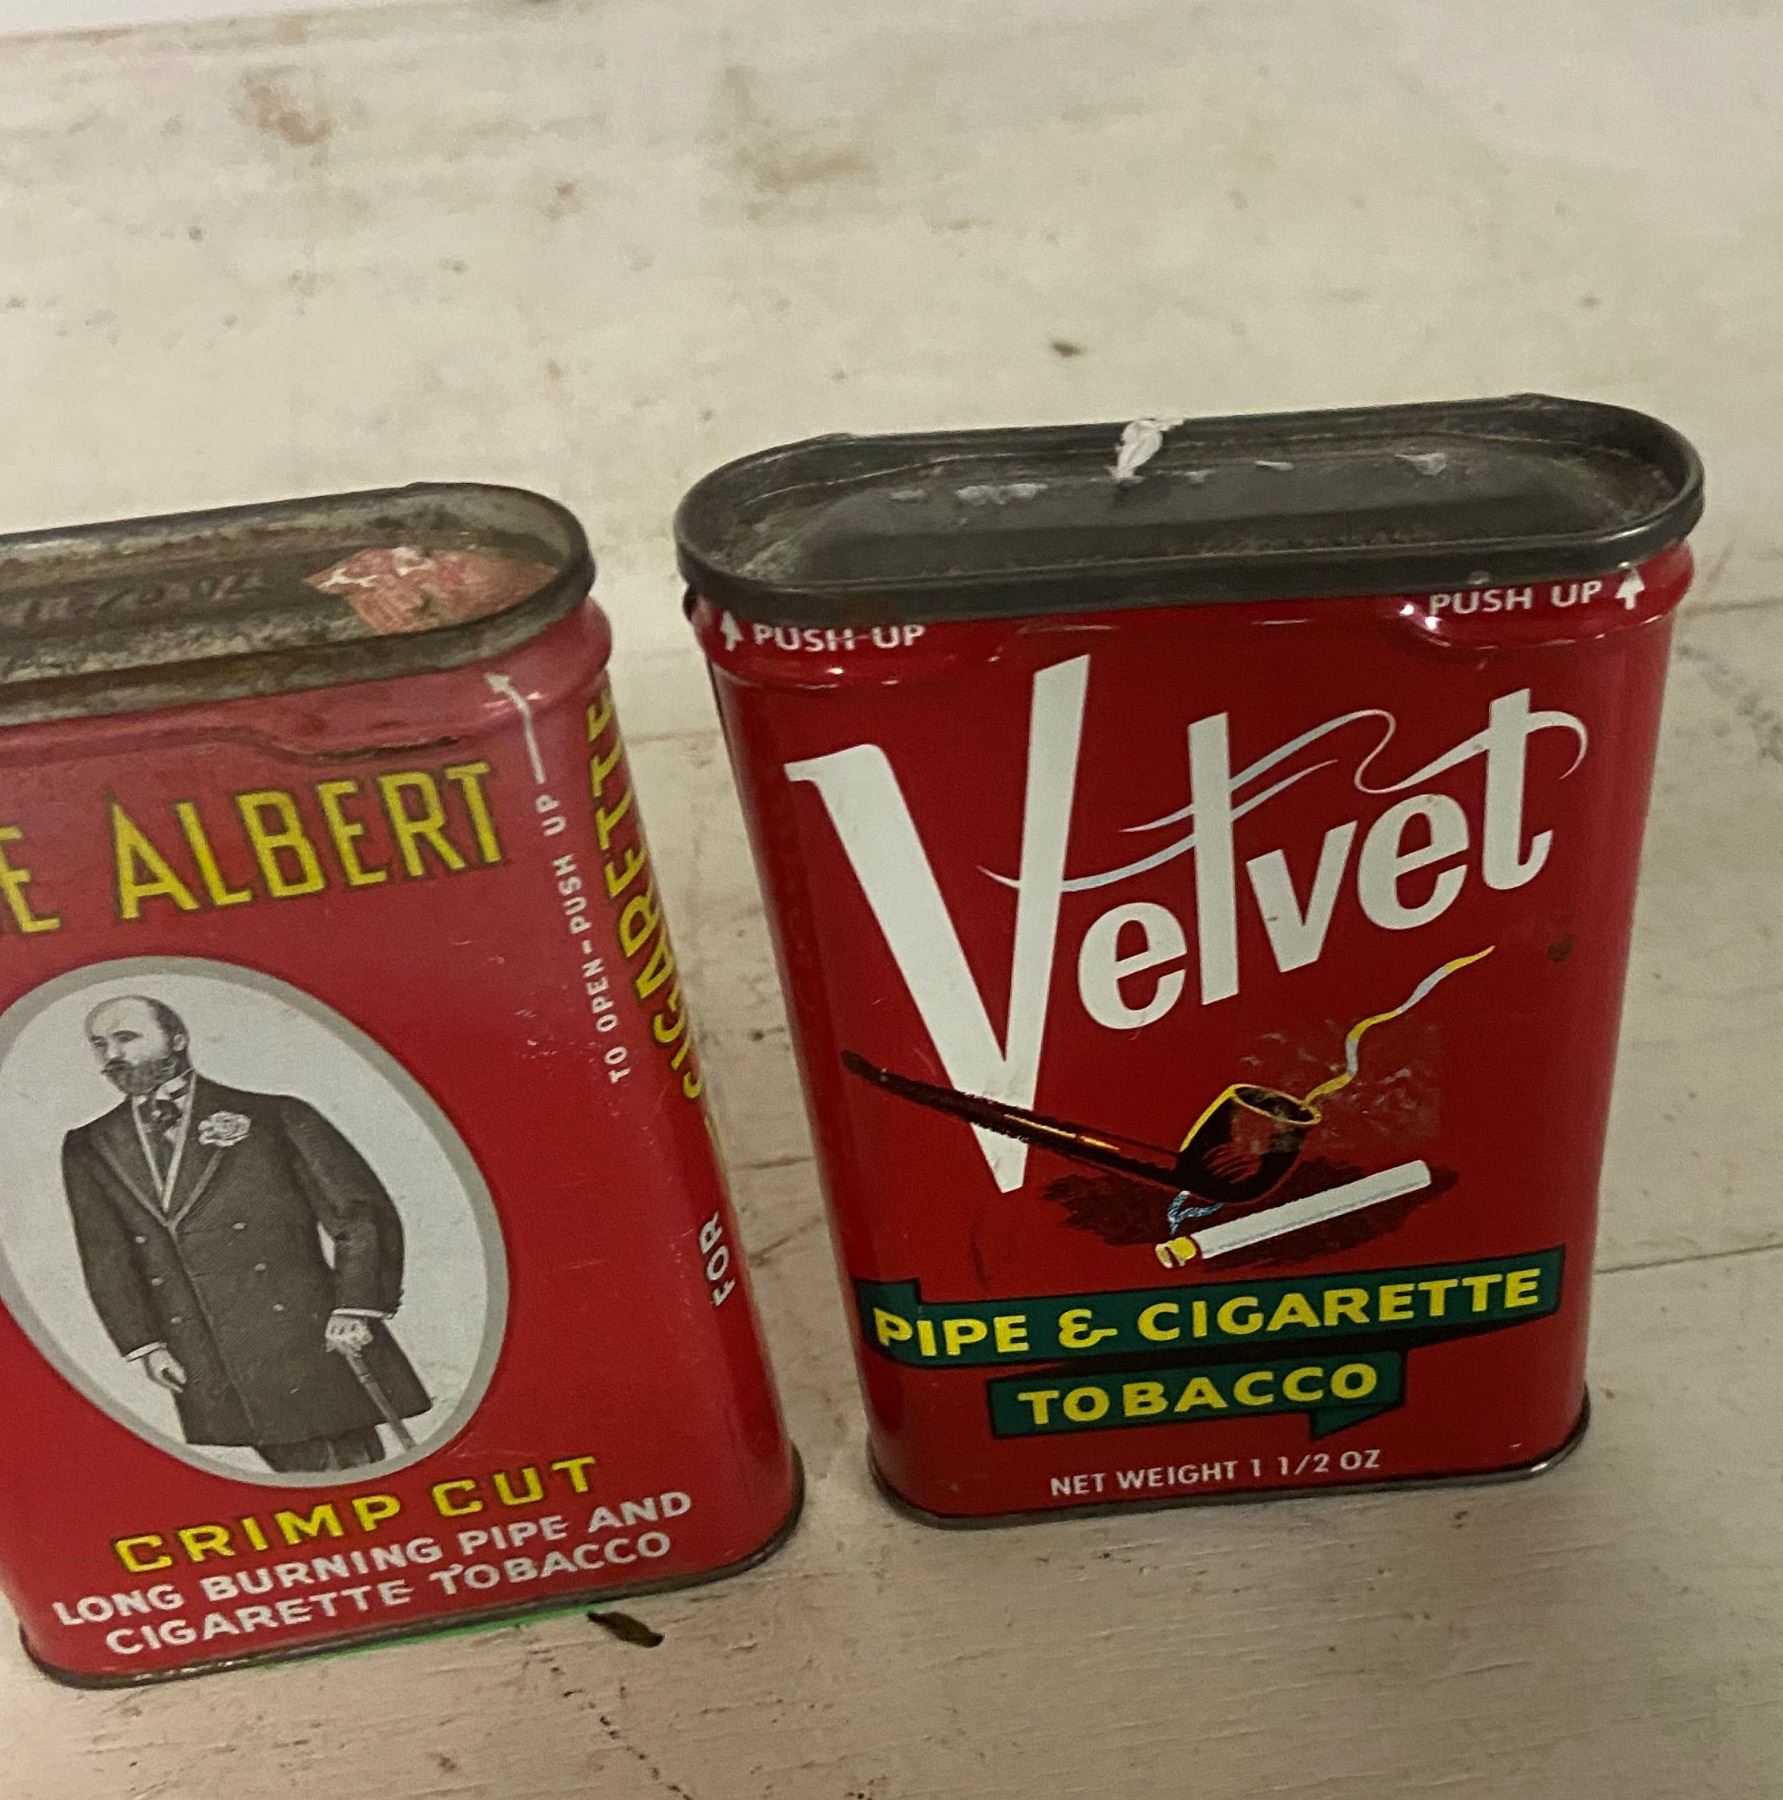 E ALBERT
TO OPEN-PUSH UP
FOR CIGARETTE
CRIMP CUT
LONG BURNING PIPE AND
CIGARETTE TOBACCO
PUSH-UP
PUSH UP
Velvet
PIPE & CIGARETTE
TOBACCO
NET WEIGHT 1 1/2 OZ